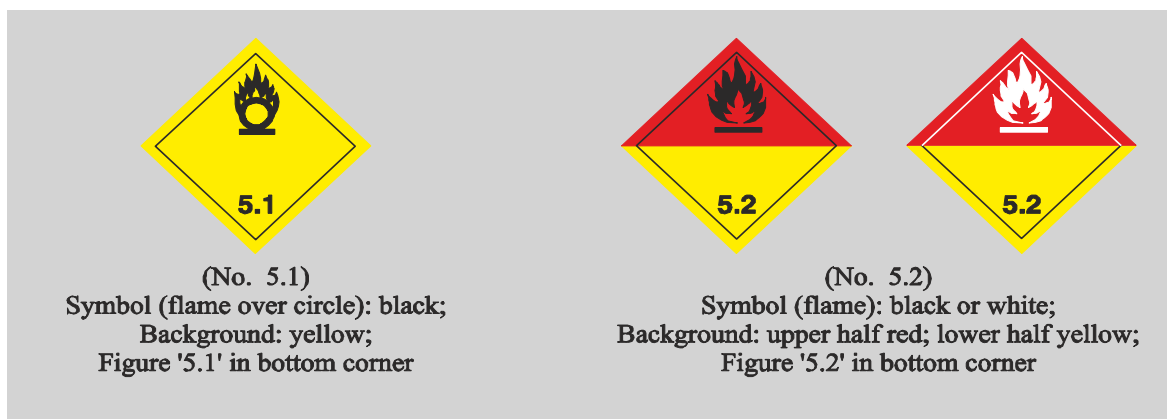 5.1
5.2
5.2
(No. 5.1)
Symbol (flame over circle): black;
Background: yellow;
Figure '5.1' in bottom corner
(No. 5.2)
Symbol (flame): black or white;
Background: upper half red; lower half yellow;
Figure '5.2' in bottom corner